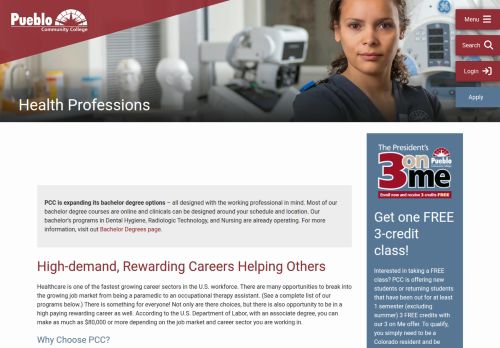 Pueblo
Community College
Menu
Search
Login
Apply
Health Professions
PCC is expanding its bachelor degree options – all designed with the working professional in mind. Most of our
bachelor degree courses are online and clinicals can be designed around your schedule and location. Our
bachelor's programs in Dental Hygiene, Radiologic Technology, and Nursing are already operating. For more
information, visit out Bachelor Degrees page.
High-demand, Rewarding Careers Helping Others
Healthcare is one of the fastest growing career sectors in the U.S. workforce. There are many opportunities to break into
the growing job market from being a paramedic to an occupational therapy assistant. (See a complete list of our
programs below.) There is something for everyone! Not only are there choices, but there is also opportunity to be in a
high paying rewarding career as well. According to the U.S. Department of Labor, with an associate degree, you can
make as much as $80,000 or more depending on the job market and career sector you are working in.
Why Choose PCC?
The President's
3 on me
Pueblo
Community College
Enroll now and receive 3 credits FREE
Get one FREE
3-credit
class!
Interested in taking a FREE
class? PCC is offering new
students or returning students
that have been out for at least
1 semester (excluding
summer) 3 FREE credits with
our 3 on Me offer. To qualify,
you simply need to be a
Colorado resident and be